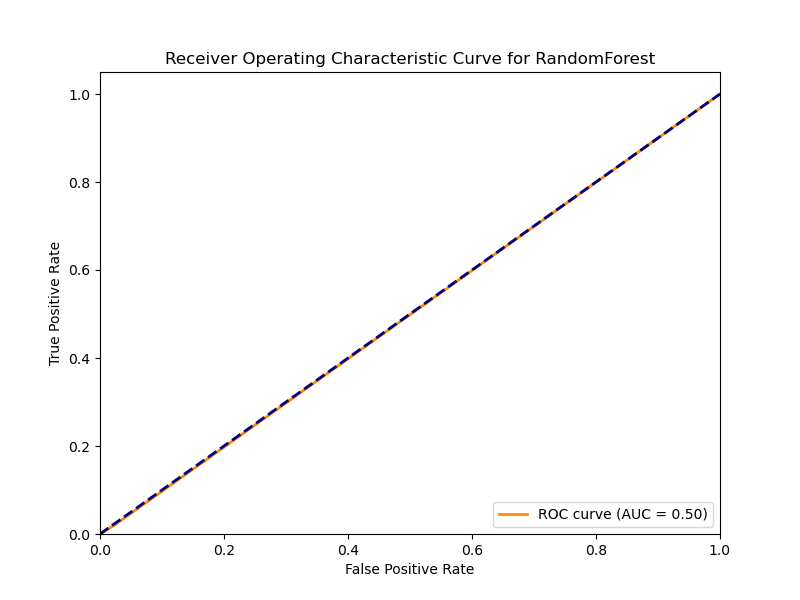 Receiver Operating Characteristic Curve for RandomForest
True Positive Rate
1.0
0.8
0.6
0.4
0.2
0.0
0.0 0.2 0.4 0.6 0.8 1.0
False Positive Rate
ROC curve (AUC = 0.50)